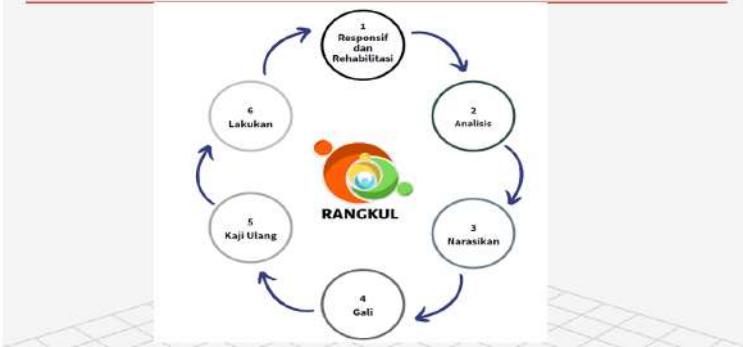 1
Responsif
dan
Rehabilitasi
2
Analisis
3
Narasikan
4
Gali
5
Kaji Ulang
6
Lakukan
RANGKUL